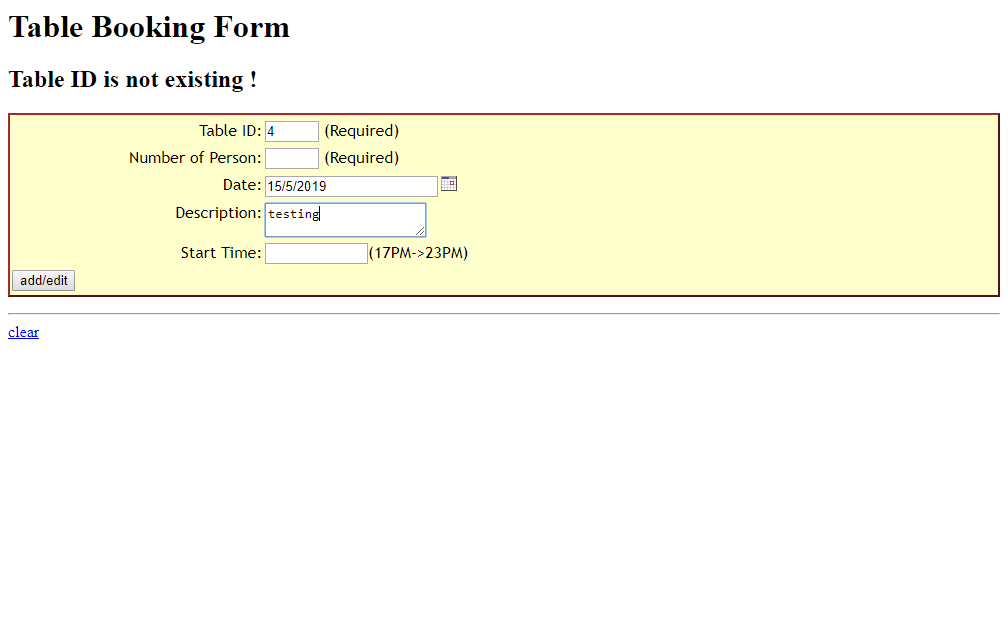 Table Booking Form
Table ID is not existing !
Table ID: 4 (Required)
Number of Person: (Required)
Date: 15/5/2019
Description: testing
Start Time: (17PM->23PM)
add/edit
clear